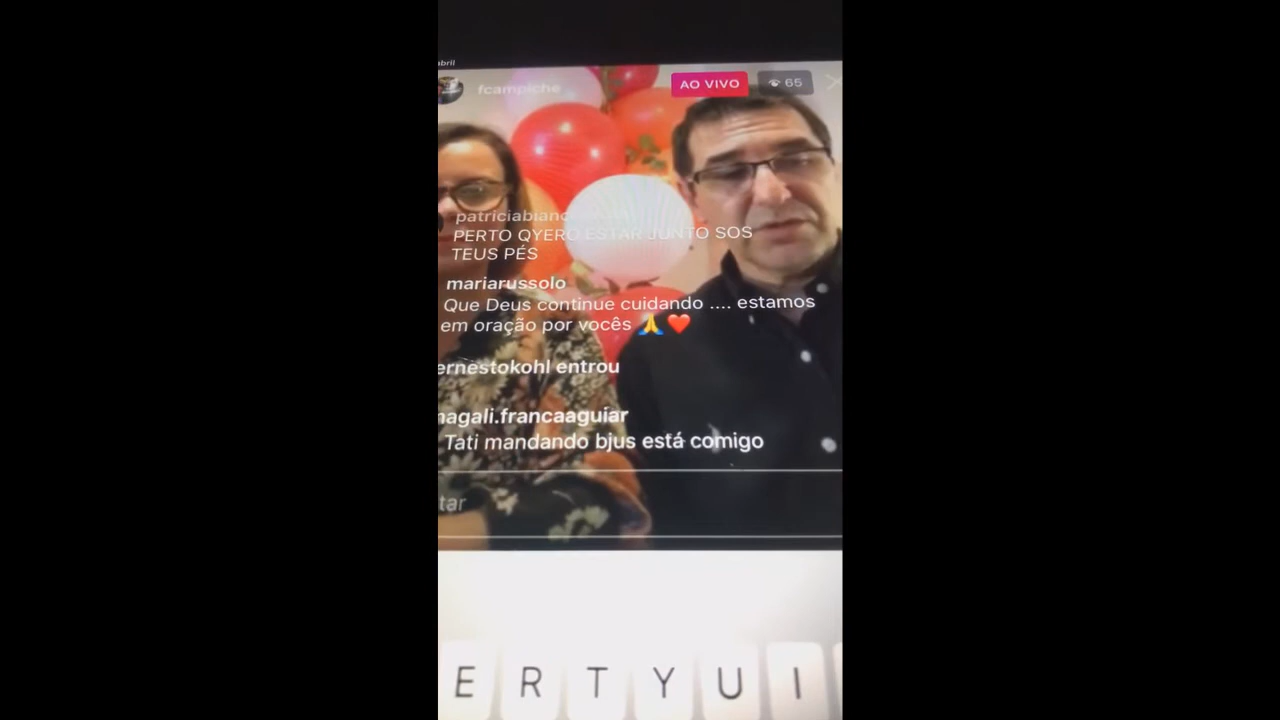 abril
fcampiche
AO VIVO
65
PERTO QYERO ESTAR JUNTO SOS
TEUS PÉS
mariarussolo
Que Deus continue cuidando .... estamos
em oração por vocês 🙏❤️
ernestokohl entrou
magali.francaaguiar
Tati mandando bjus está comigo
tar
E R T Y U I